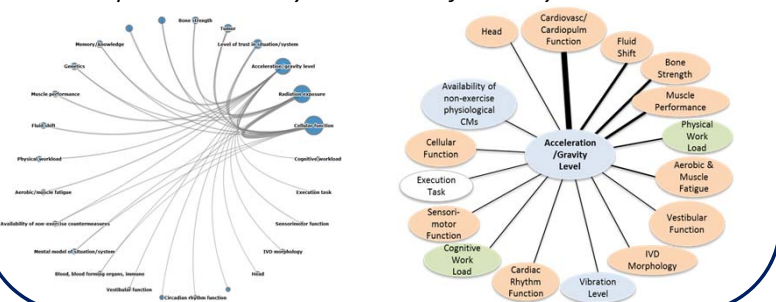 Bone strength
Tumor
Memory/knowledge
Level of trust in situation/system
Genetics
Acceleration/gravity level
Muscle performance
Radiation exposure
Fluid shift
Cellular function
Physical workload
Cognitive workload
Aerobic/muscle fatigue
Execution task
Availability of non-exercise countermeasures
Sensorimotor function
Mental model of situation/system
IVD morphology
Blood, blood forming organs, immune
Head
Vestibular function
Circadian rhythm function
Head
Cardiovasc/
Cardiopulm
Function
Fluid
Shift
Bone
Strength
Muscle
Performance
Physical
Work
Load
Aerobic &
Muscle
Fatigue
Vestibular
Function
IVD
Morphology
Vibration
Level
Cardiac
Rhythm
Function
Cognitive
Work
Load
Sensori-
motor
Function
Execution
Task
Cellular
Function
Availability of
non-exercise
physiological
CMs
Acceleration
/Gravity
Level